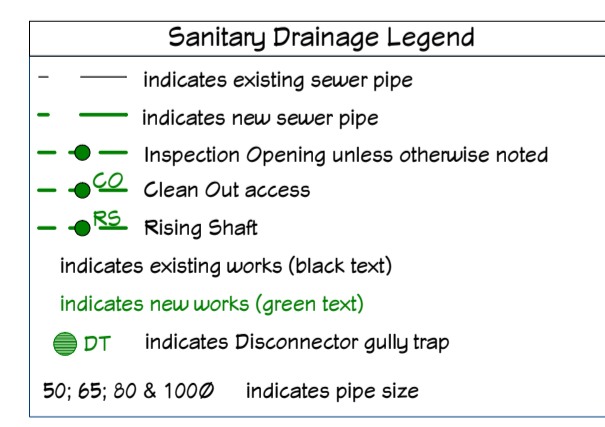 Sanitary Drainage Legend
indicates existing sewer pipe
indicates new sewer pipe
Inspection Opening unless otherwise noted
CO Clean Out access
RS Rising Shaft
indicates existing works (black text)
indicates new works (green text)
DT indicates Disconnector gully trap
50; 65; 80 & 100Ø indicates pipe size